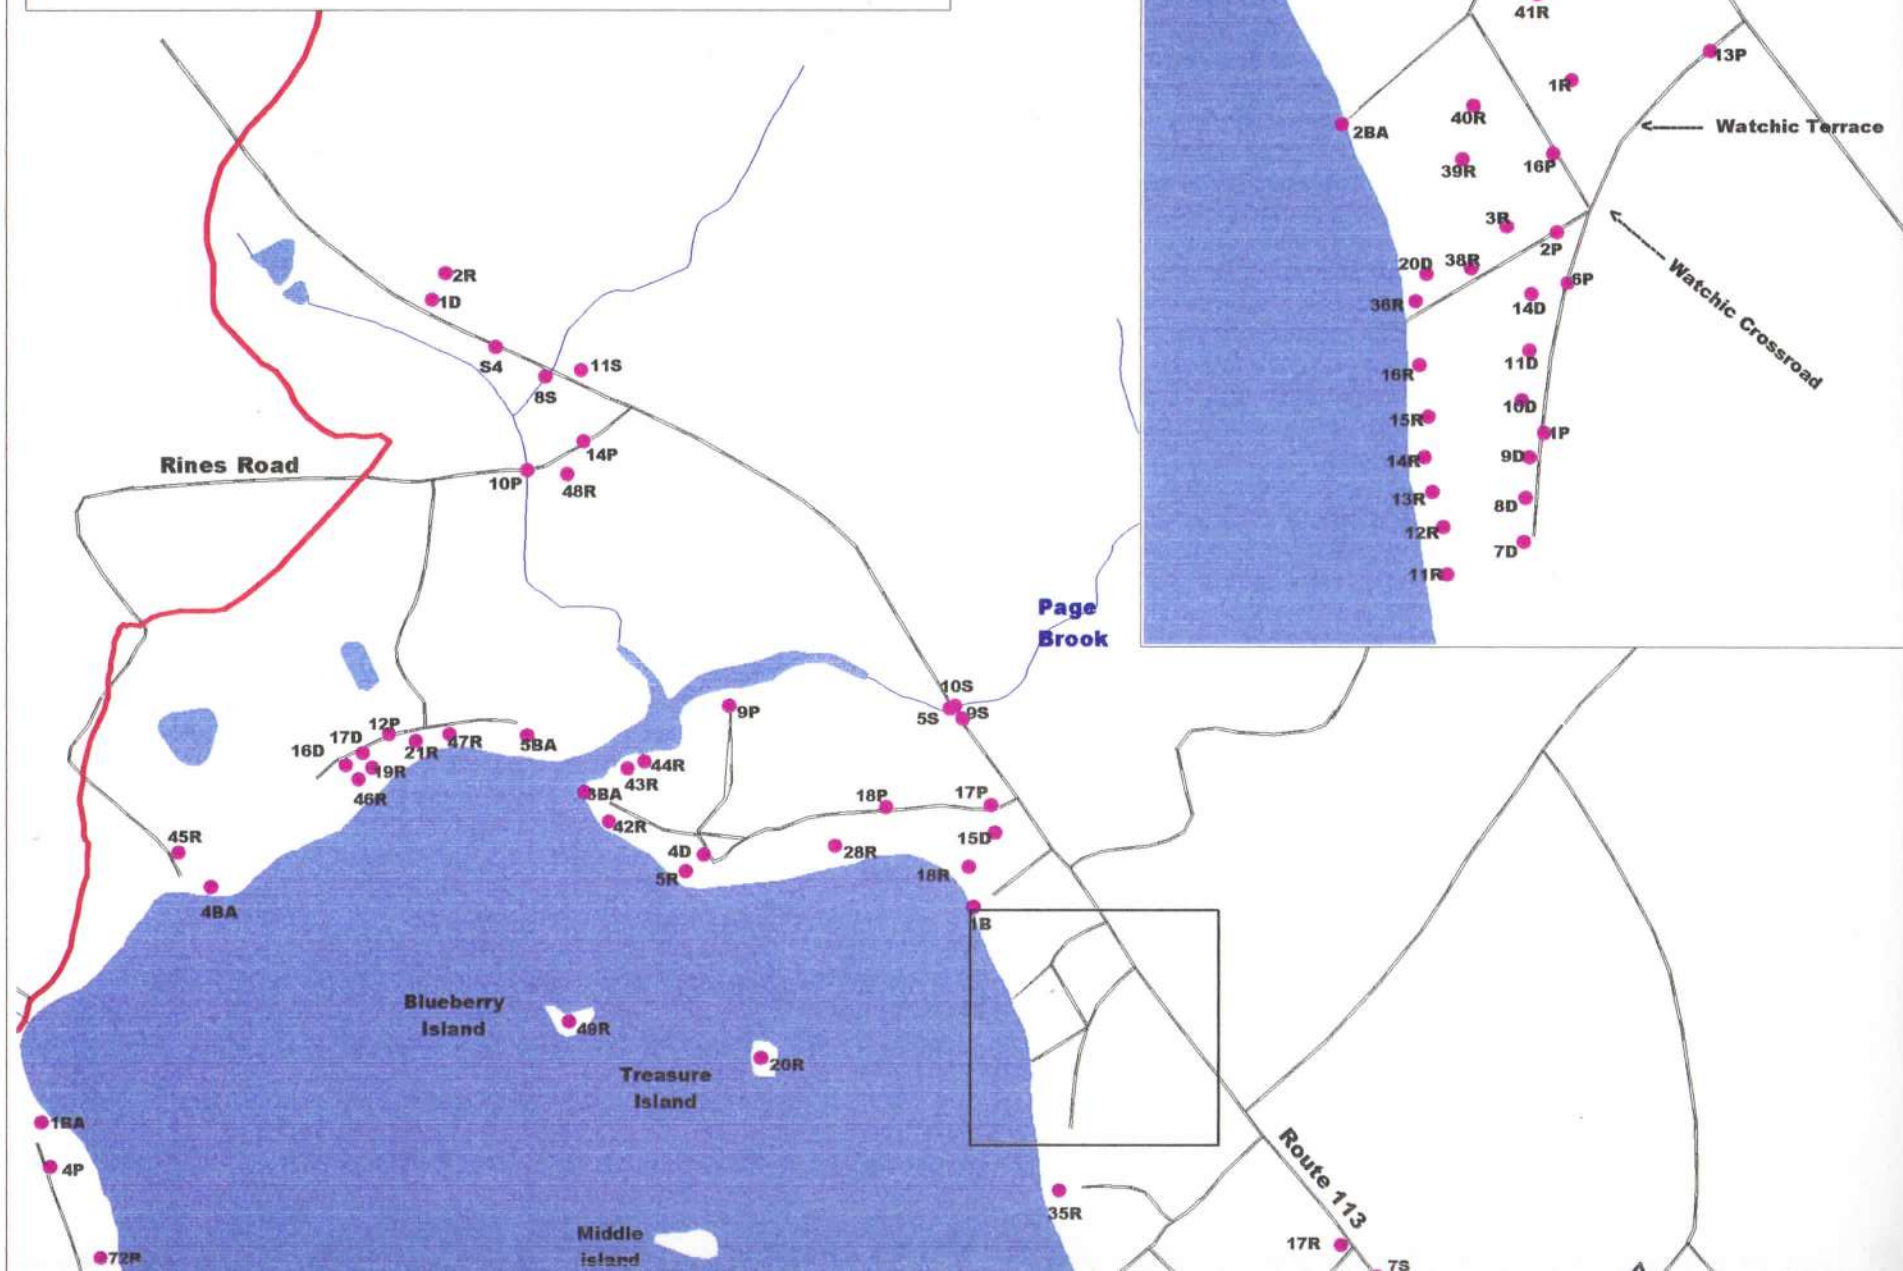 41R
13P
1R
Watchic Terrace
40R
2BA
39R
16P
3R
2P
20D
38R
6P
36R
14D
Watchic Crossroad
11D
16R
10D
15R
1P
14R
9D
13R
8D
12R
7D
11R
2R
1D
S4
11S
8S
14P
Rines Road
10P
48R
Page
Brook
10S
5S
9S
9P
12P
17D
16D
21R
47R
5BA
19R
46R
44R
43R
3BA
42R
18P
17P
15D
45R
4D
28R
5R
18R
4BA
1B
Blueberry
Island
49R
20R
Treasure
Island
1BA
4P
Route 113
35R
Middle
island
72R
17R
7S